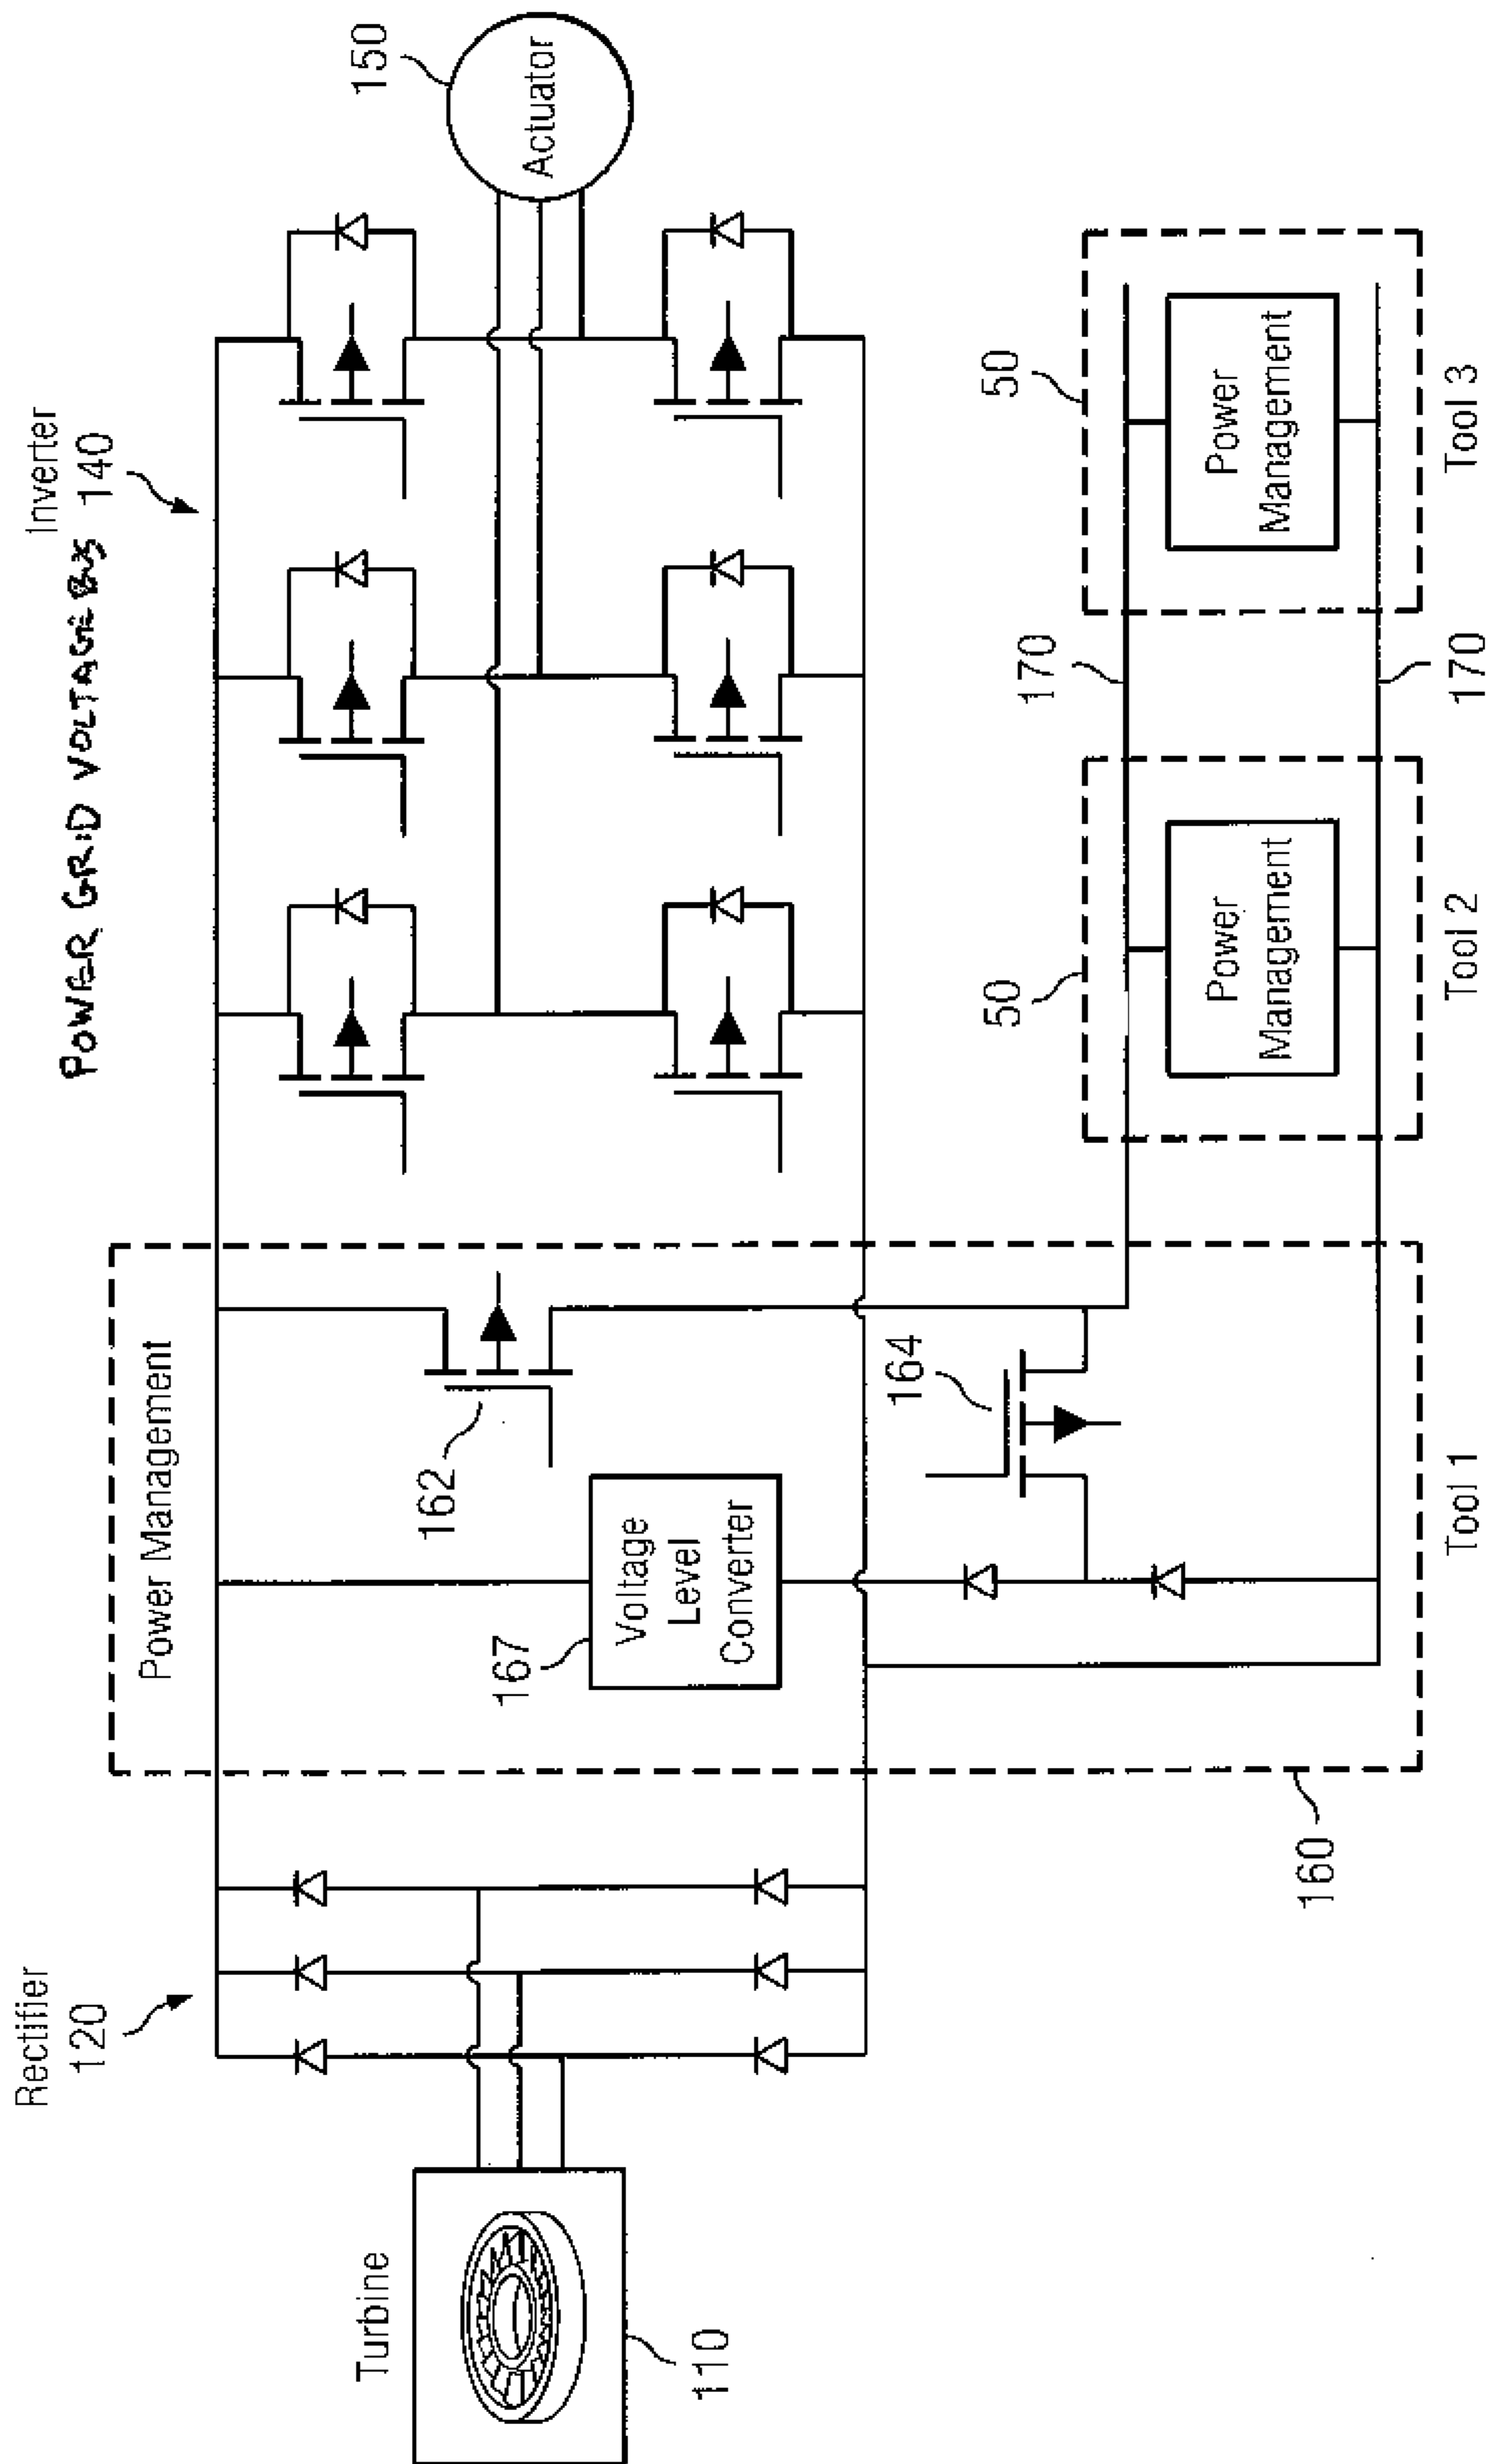 Rectifier
120
Inverter
POWER GRID VOLTAGE BUS 140
Turbine
110
Power Management
162
167
Voltage
Level
Converter
164
160
Tool 1
150
Actuator
50
Power
Management
Tool 2
170
170
50
Power
Management
Tool 3